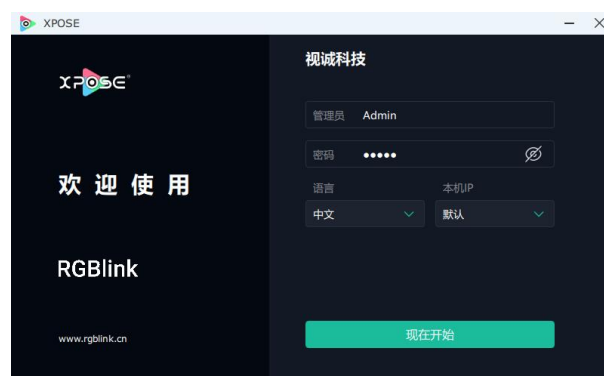 XPOSE
XPOSE
欢迎使用
RGBlink
www.rgblink.cn
视诚科技
管理员 Admin
密码 •••••
语言 本机IP
中文 默认
现在开始